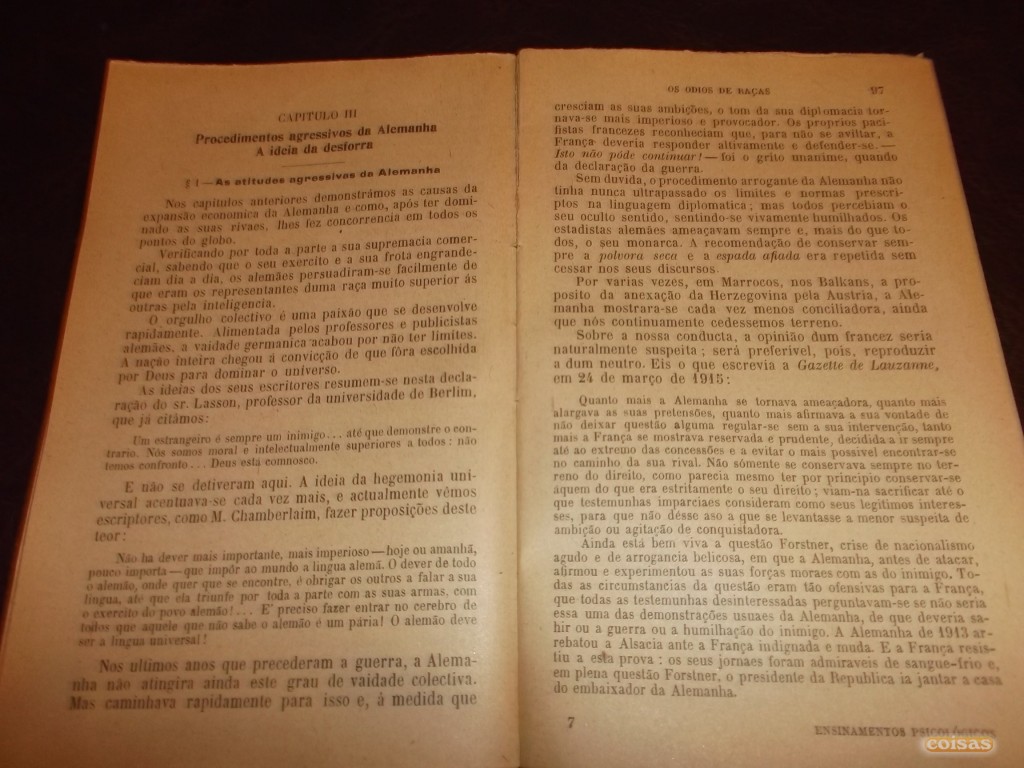 CAPITULO III
Procedimentos agressivos da Alemanha
A ideia da desforra
§ I — As atitudes agressivas da Alemanha
Nos capitulos anteriores demonstrámos as causas da
expansão economica da Alemanha e como, após ter domi-
nado as suas rivaes, lhes fez concorrencia em todos os
pontos do globo.
Verificando por toda a parte a sua supremacia comer-
cial, sabendo que o seu exercito e a sua frota engrande-
ciam dia a dia, os alemães persuadiram-se facilmente de
que eram os representantes duma raça muito superior ás
outras pela inteligencia.
O orgulho colectivo é uma paixão que se desenvolve
rapidamente. Alimentada pelos professores e publicistas
alemães, a vaidade germanica acabou por não ter limites.
A nação inteira chegou á convicção de que fôra escolhida
por Deus para dominar o universo.
As ideias dos seus escritores resumem-se nesta decla-
ração do sr. Lasson, professor da universidade de Berlim,
que já citámos:
Um estrangeiro é sempre um inimigo... até que demonstre o con-
trario. Nós somos moral e intelectualmente superiores a todos: não
temos confronto... Deus esta comnosco.
E não se detiveram aqui. A ideia da hegemonia uni-
versal acentuava-se cada vez mais, e actualmente vêmos
escriptores, como M. Chamberlaim, fazer proposições deste
teor:
Não ha dever mais importante, mais imperioso — hoje ou amanhã,
pouco importa — que impôr ao mundo a lingua alemã. O dever de todo
o alemão, onde quer que se encontre, é obrigar os outros a falar a sua
lingua, até que ela triunfe por toda a parte com as suas armas, com
o exercito do povo alemão!... E' preciso fazer entrar no cerebro de
todos que aquele que não sabe o alemão é um pária! O alemão deve
ser a lingua universal!
Nos ultimos anos que precederam a guerra, a Alema-
nha não atingira ainda este grau de vaidade colectiva.
Mas caminhava rapidamente para isso e, á medida que
OS ODIOS DE RAÇAS 97
cresciam as suas ambições, o tom da sua diplomacia tor-
nava-se mais imperioso e provocador. Os proprios paci-
fistas francezes reconheciam que, para não se aviltar, a
França deveria responder altivamente e defender-se. —
Isto não póde continuar! — foi o grito unanime, quando
da declaração da guerra.
Sem duvida, o procedimento arrogante da Alemanha não
tinha nunca ultrapassado os limites e normas prescri-
ptos na linguagem diplomatica; mas todos percebiam o
seu oculto sentido, sentindo-se vivamente humilhados. Os
estadistas alemães ameaçavam sempre e, mais do que to-
dos, o seu monarca. A recomendação de conservar sem-
pre a polvora seca e a espada afiada era repetida sem
cessar nos seus discursos.
Por varias vezes, em Marrocos, nos Balkans, a pro-
posito da anexação da Herzegovina pela Austria, a Ale-
manha mostrara-se cada vez menos conciliadora, ainda
que nós continuamente cedessemos terreno.
Sobre a nossa conducta, a opinião dum francez seria
naturalmente suspeita; será preferivel, pois, reproduzir
a dum neutro. Eis o que escrevia a Gazette de Lauzanne,
em 24 de março de 1915:
Quanto mais a Alemanha se tornava ameaçadora, quanto mais
alargava as suas pretensões, quanto mais afirmava a sua vontade de
não deixar questão alguma regular-se sem a sua intervenção, tanto
mais a França se mostrava reservada e prudente, decidida a ir sempre
até ao extremo das concessões e a evitar o mais possivel encontrar-se
no caminho da sua rival. Não sómente se conservava sempre no ter-
reno do direito, como parecia mesmo ter por principio conservar-se
áquem do que era estritamente o seu direito; viam-na sacrificar até o
que testemunhas imparciaes consideram como seus legitimos interes-
ses, para que não désse aso a que se levantasse a menor suspeita de
ambição ou agitação de conquistadora.
Ainda está bem viva a questão Forstner, crise de nacionalismo
agudo e de arrogancia belicosa, em que a Alemanha, antes de atacar,
afirmou e experimentou as suas forças moraes com as do inimigo. To-
das as circumstancias da questão eram tão ofensivas para a França,
que todas as testemunhas desinteressadas perguntavam-se se não seria
essa uma das demonstrações usuaes da Alemanha, de que deveria sa-
hir ou a guerra ou a humilhação do inimigo. A Alemanha de 1913 ar-
rebatou a Alsacia ante a França indignada e muda. E a França resis-
tiu a esta prova: os seus jornaes foram admiraveis de sangue-frio e,
em plena questão Forstner, o presidente da Republica ia jantar a casa
do embaixador da Alemanha.
7 ENSINAMENTOS PSICOLÓGICOS
coisas